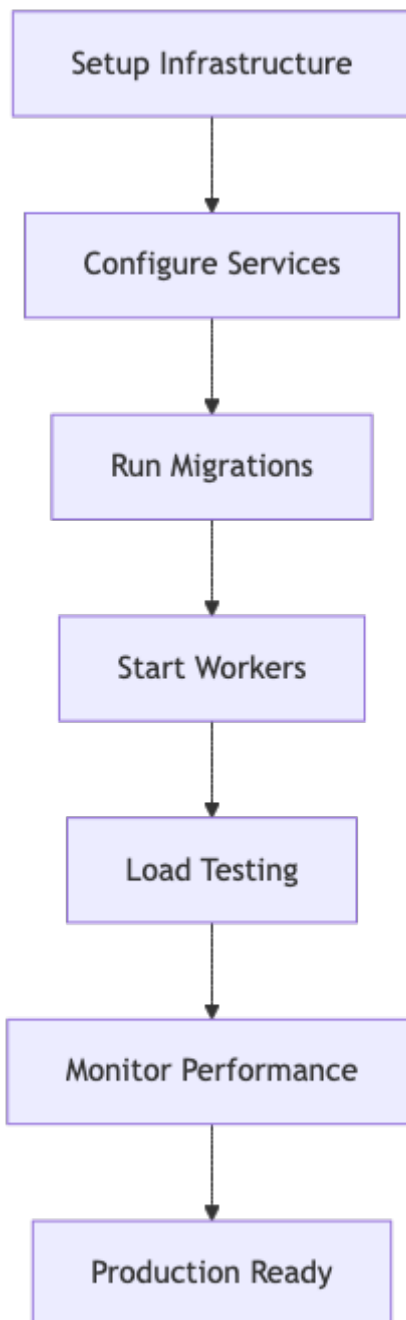 Setup Infrastructure
Configure Services
Run Migrations
Start Workers
Load Testing
Monitor Performance
Production Ready